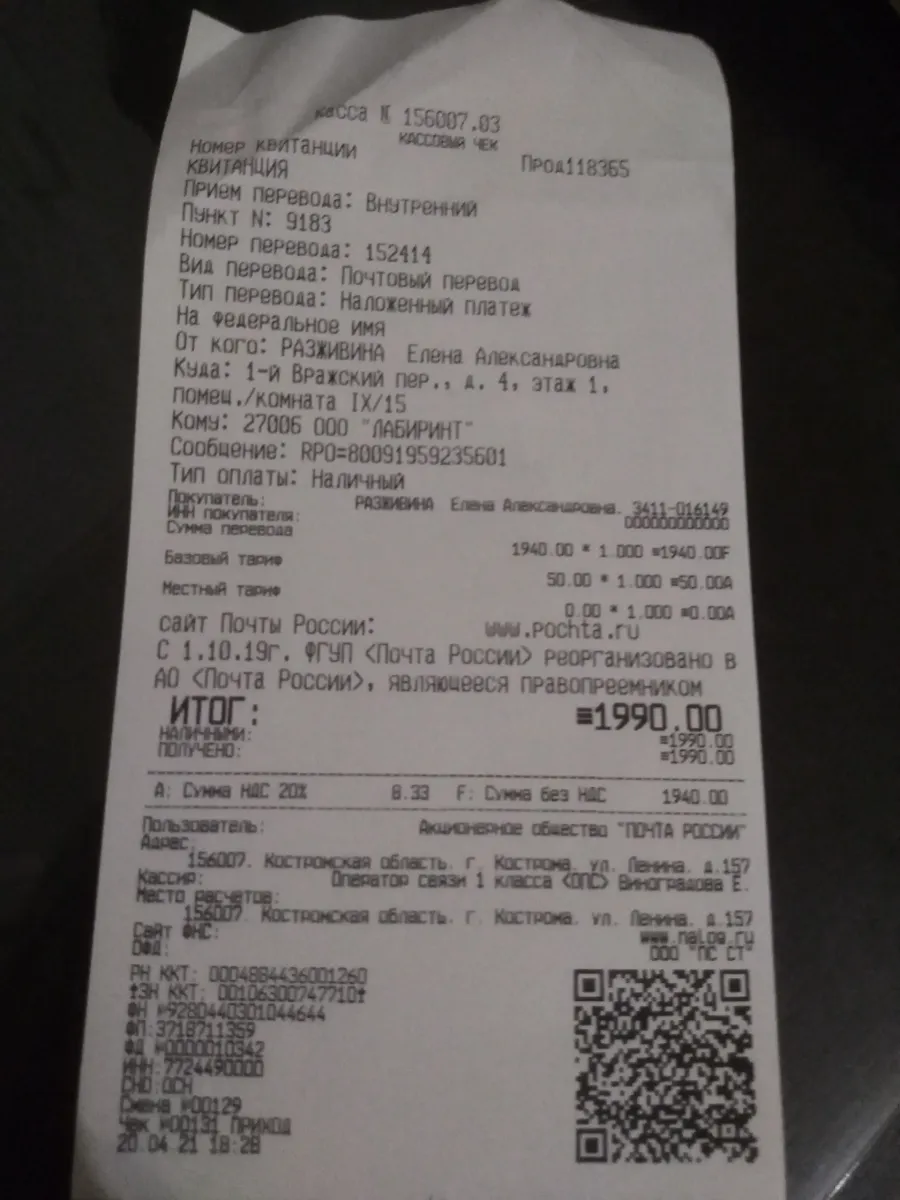 касса № 156007.03
КАССОВЫЙ ЧЕК
Номер квитанции Прод118365
КВИТАНЦИЯ
Прием перевода: Внутренний
Пункт N: 9183
Номер перевода: 152414
Вид перевода: Почтовый перевод
Тип перевода: Наложенный платеж
На федеральное имя
От кого: РАЗЖИВИНА Елена Александровна
Куда: 1-й Вражский пер., д. 4, этаж 1,
помещ./комната IX/15
Кому: 27006 ООО "ЛАБИРИНТ"
Сообщение: RPO=80091959235601
Тип оплаты: Наличный
Покупатель: РАЗЖИВИНА Елена Александровна. 3411-016149
ИНН покупателя: 000000000000
Сумма перевода
1940.00 * 1.000 =1940.00F
Базовый тариф
50.00 * 1.000 =50.00A
Местный тариф
0.00 * 1.000 =0.00A
сайт Почты России: www.pochta.ru
С 1.10.19г. ФГУП <Почта России> реорганизовано в
АО <Почта России>, являющееся правопреемником
ИТОГ: =1990.00
НАЛИЧНЫМИ: =1990.00
ПОЛУЧЕНО: =1990.00
A: Сумма НДС 20% 8.33 F: Сумма без НДС 1940.00
Пользователь: Акционерное общество "ПОЧТА РОССИИ"
Адрес:
156007. Костромская область. г. Кострома. ул. Ленина. д.157
Кассир: Оператор связи 1 класса <ОПС> Виноградова Е.
Место расчетов:
156007. Костромская область. г. Кострома. ул. Ленина. д.157
Сайт ФНС: www.nalog.ru
ОФД: ООО "ПС СТ"
РН ККТ: 0004884436001260
↑ЗН ККТ: 00106300747710↑
ФН №9280440301044644
ФП:3718711359
ФД №0000010342
ИНН:7724490000
СНО:ОСН
Смена №00129
Чек №00131 ПРИХОД
20.04.21 18:28